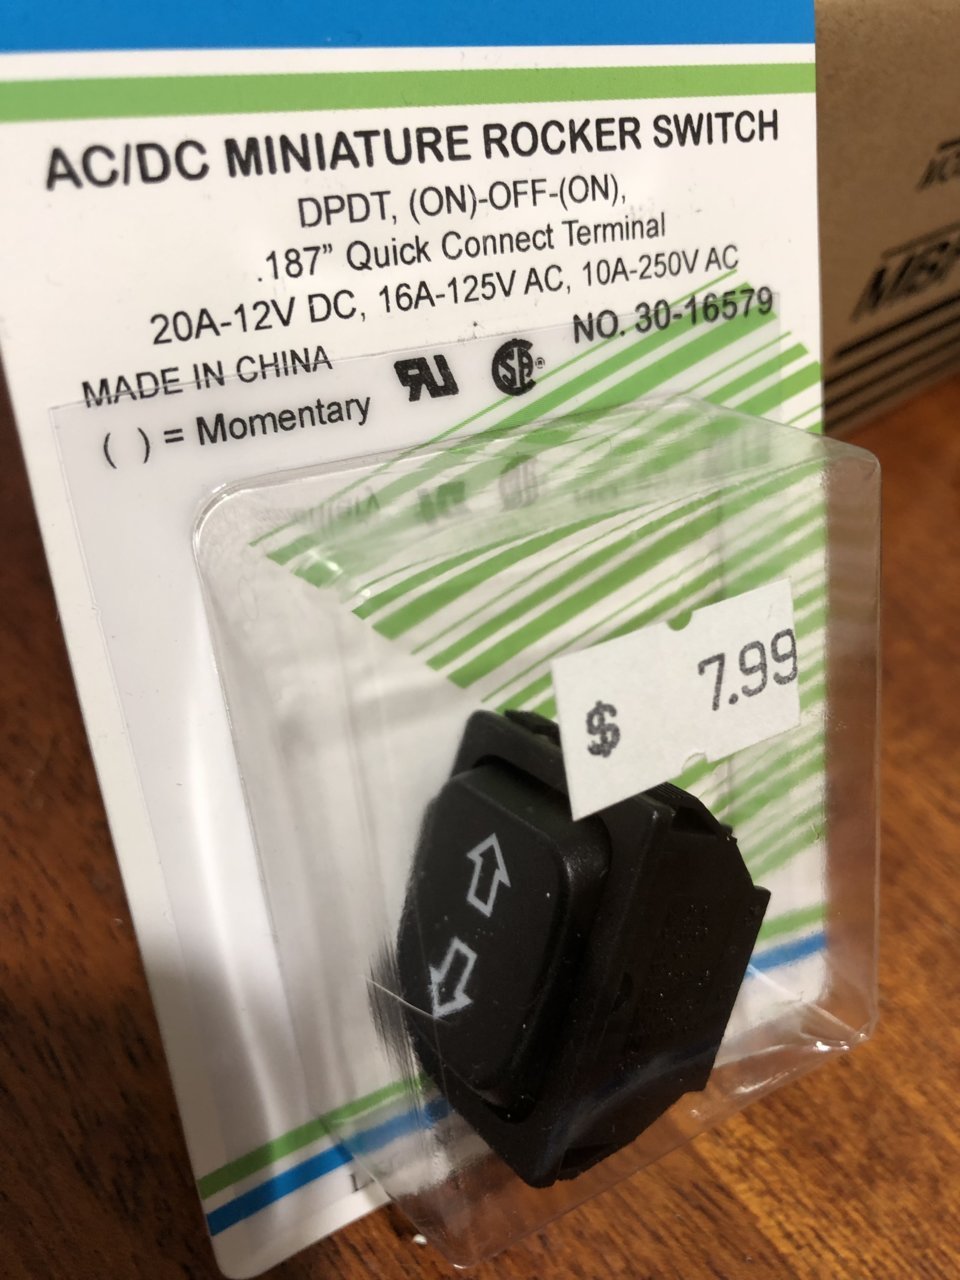 AC/DC MINIATURE ROCKER SWITCH
DPDT, (ON)-OFF-(ON),
.187” Quick Connect Terminal
20A-12V DC, 16A-125V AC, 10A-250V AC
NO. 30-16579
MADE IN CHINA
( ) = Momentary
$ 7.99